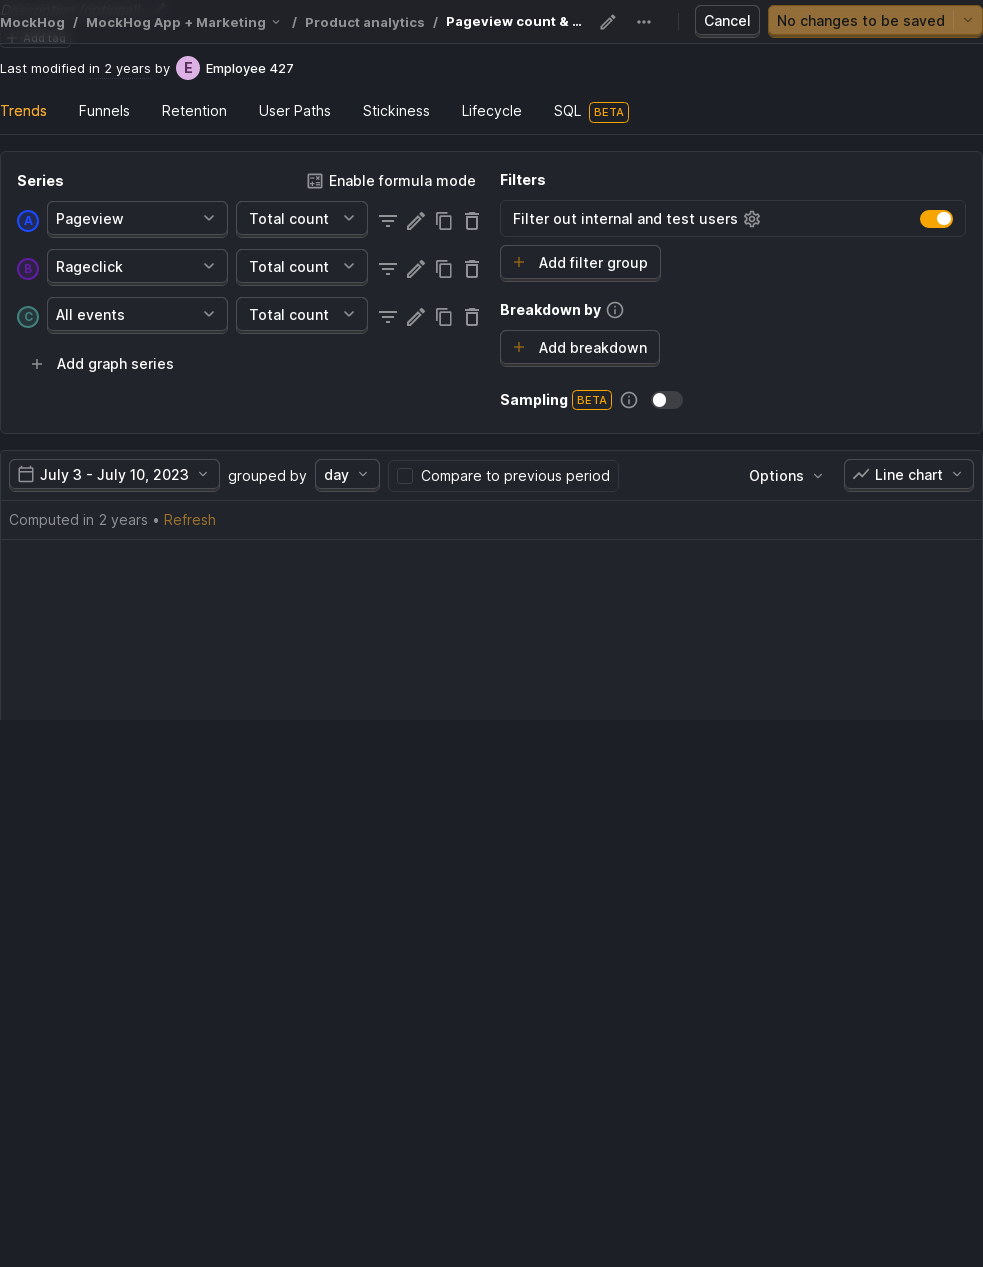 MockHog / MockHog App + Marketing / Product analytics / Pageview count & ... Cancel No changes to be saved
Add tag
Last modified in 2 years by E Employee 427
Trends Funnels Retention User Paths Stickiness Lifecycle SQL BETA
Series Enable formula mode
A Pageview Total count
B Rageclick Total count
C All events Total count
Add graph series
Filters
Filter out internal and test users
Add filter group
Breakdown by
Add breakdown
Sampling BETA
July 3 - July 10, 2023 grouped by day Compare to previous period Options Line chart
Computed in 2 years • Refresh